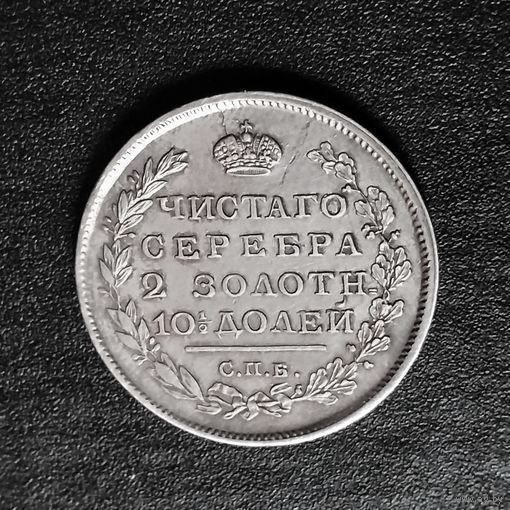 ЧИСТАГО
СЕРЕБРА
2 ЗОЛОТН.
10½ ДОЛЕЙ
С.П.Б.